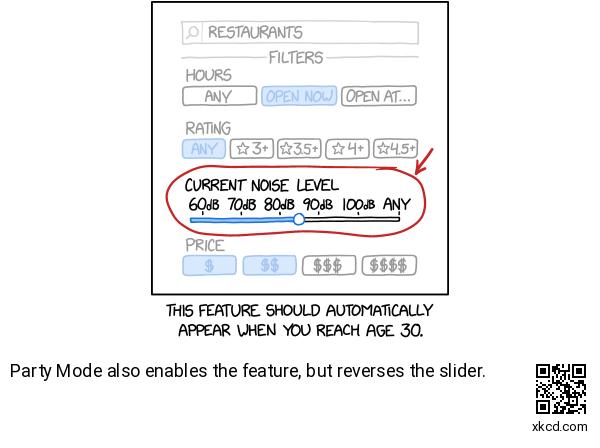 RESTAURANTS
FILTERS
HOURS
ANY OPEN NOW OPEN AT...
RATING
ANY ☆3+ ☆3.5+ ☆4+ ☆4.5+
CURRENT NOISE LEVEL
60dB 70dB 80dB 90dB 100dB ANY
PRICE
$ $$ $$$ $$$$
THIS FEATURE SHOULD AUTOMATICALLY
APPEAR WHEN YOU REACH AGE 30.
Party Mode also enables the feature, but reverses the slider.
xkcd.com